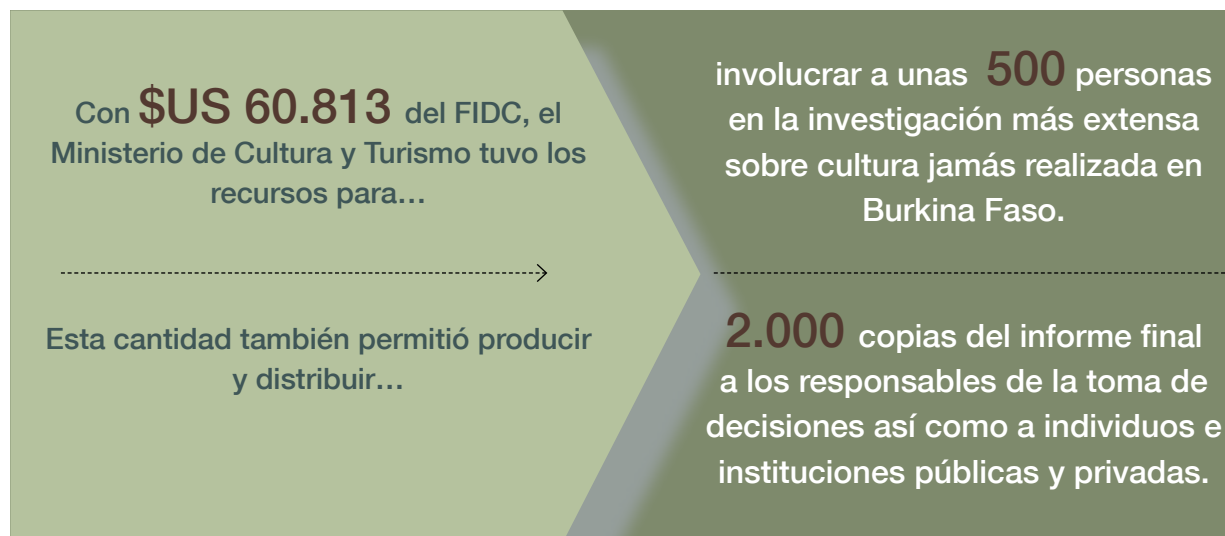 Con $US 60.813 del FIDC, el
Ministerio de Cultura y Turismo tuvo los
recursos para…
involucrar a unas 500 personas
en la investigación más extensa
sobre cultura jamás realizada en
Burkina Faso.
Esta cantidad también permitió producir
y distribuir…
2.000 copias del informe final
a los responsables de la toma de
decisiones así como a individuos e
instituciones públicas y privadas.